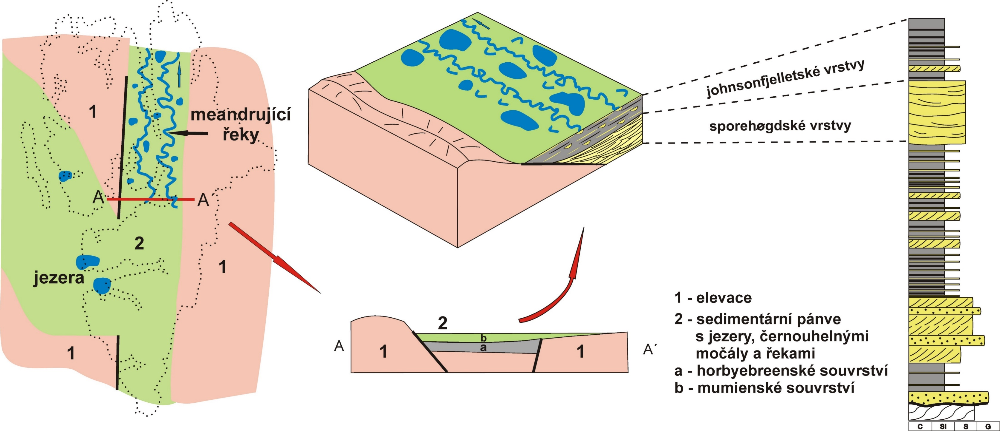 1
meandrující
řeky
A
A´
2
jezera
1
1
johnsonfjelletské vrstvy
sporehøgdské vrstvy
2
b
a
A
1
1
A´
1 - elevace
2 - sedimentární pánve
s jezery, černouhelnými
močály a řekami
a - horbyebreenské souvrství
b - mumienské souvrství
C SI S G